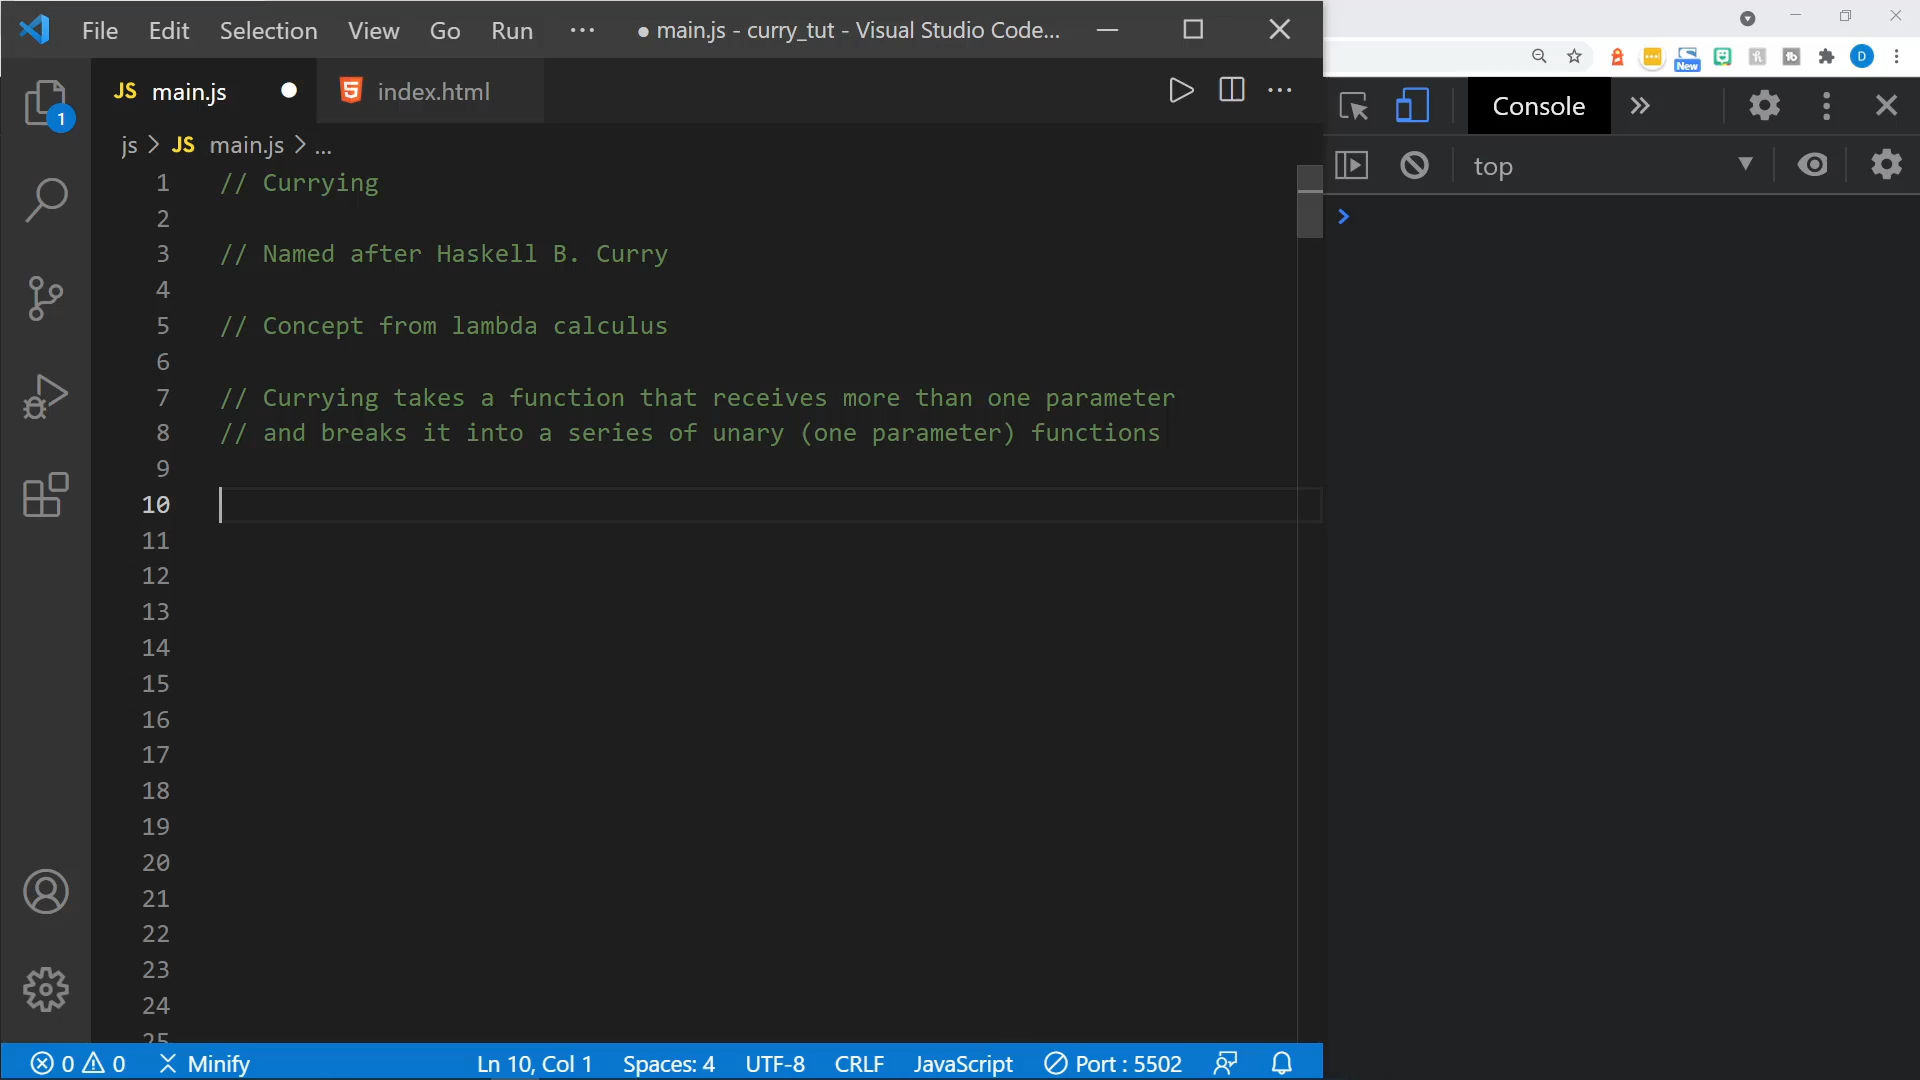 File Edit Selection View Go Run ··· ● main.js - curry_tut - Visual Studio Code...
JS main.js ● index.html
New
D
Console
js > JS main.js > ...
top
1 // Currying
2
3 // Named after Haskell B. Curry
4
5 // Concept from lambda calculus
6
7 // Currying takes a function that receives more than one parameter
8 // and breaks it into a series of unary (one parameter) functions
9
10
11
12
13
14
15
16
17
18
19
20
21
22
23
24
25
1
0 0 Minify Ln 10, Col 1 Spaces: 4 UTF-8 CRLF JavaScript Port : 5502